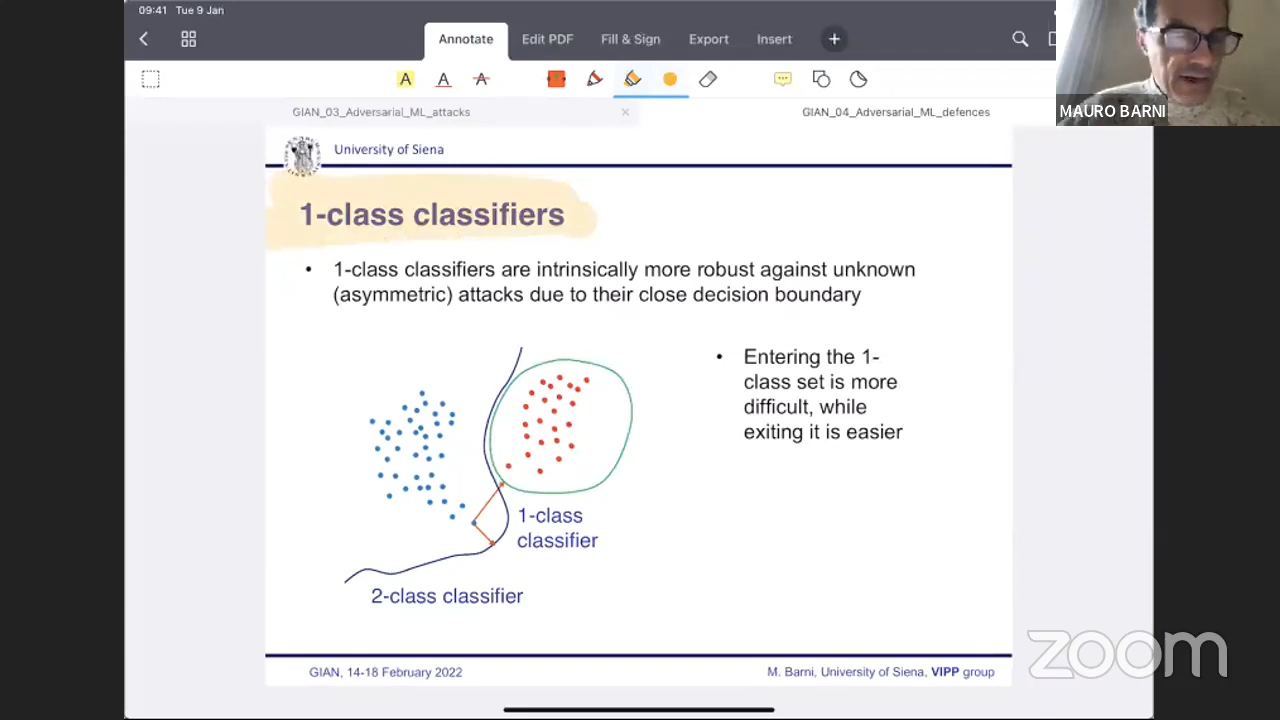 09:41 Tue 9 Jan
Annotate Edit PDF Fill & Sign Export Insert
A A A
GIAN_03_Adversarial_ML_attacks GIAN_04_Adversarial_ML_defences
MAURO BARNI
University of Siena
1-class classifiers
• 1-class classifiers are intrinsically more robust against unknown
(asymmetric) attacks due to their close decision boundary
• Entering the 1-
class set is more
difficult, while
exiting it is easier
1-class
classifier
2-class classifier
GIAN, 14-18 February 2022 M. Barni, University of Siena, VIPP group
zoom